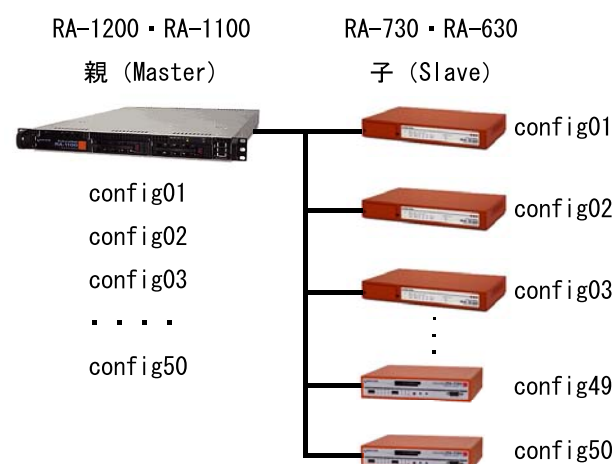 RA-1200・RA-1100
親 (Master)
config01
config02
config03
・・・・
config50
RA-730・RA-630
子 (Slave)
config01
config02
config03
config49
config50